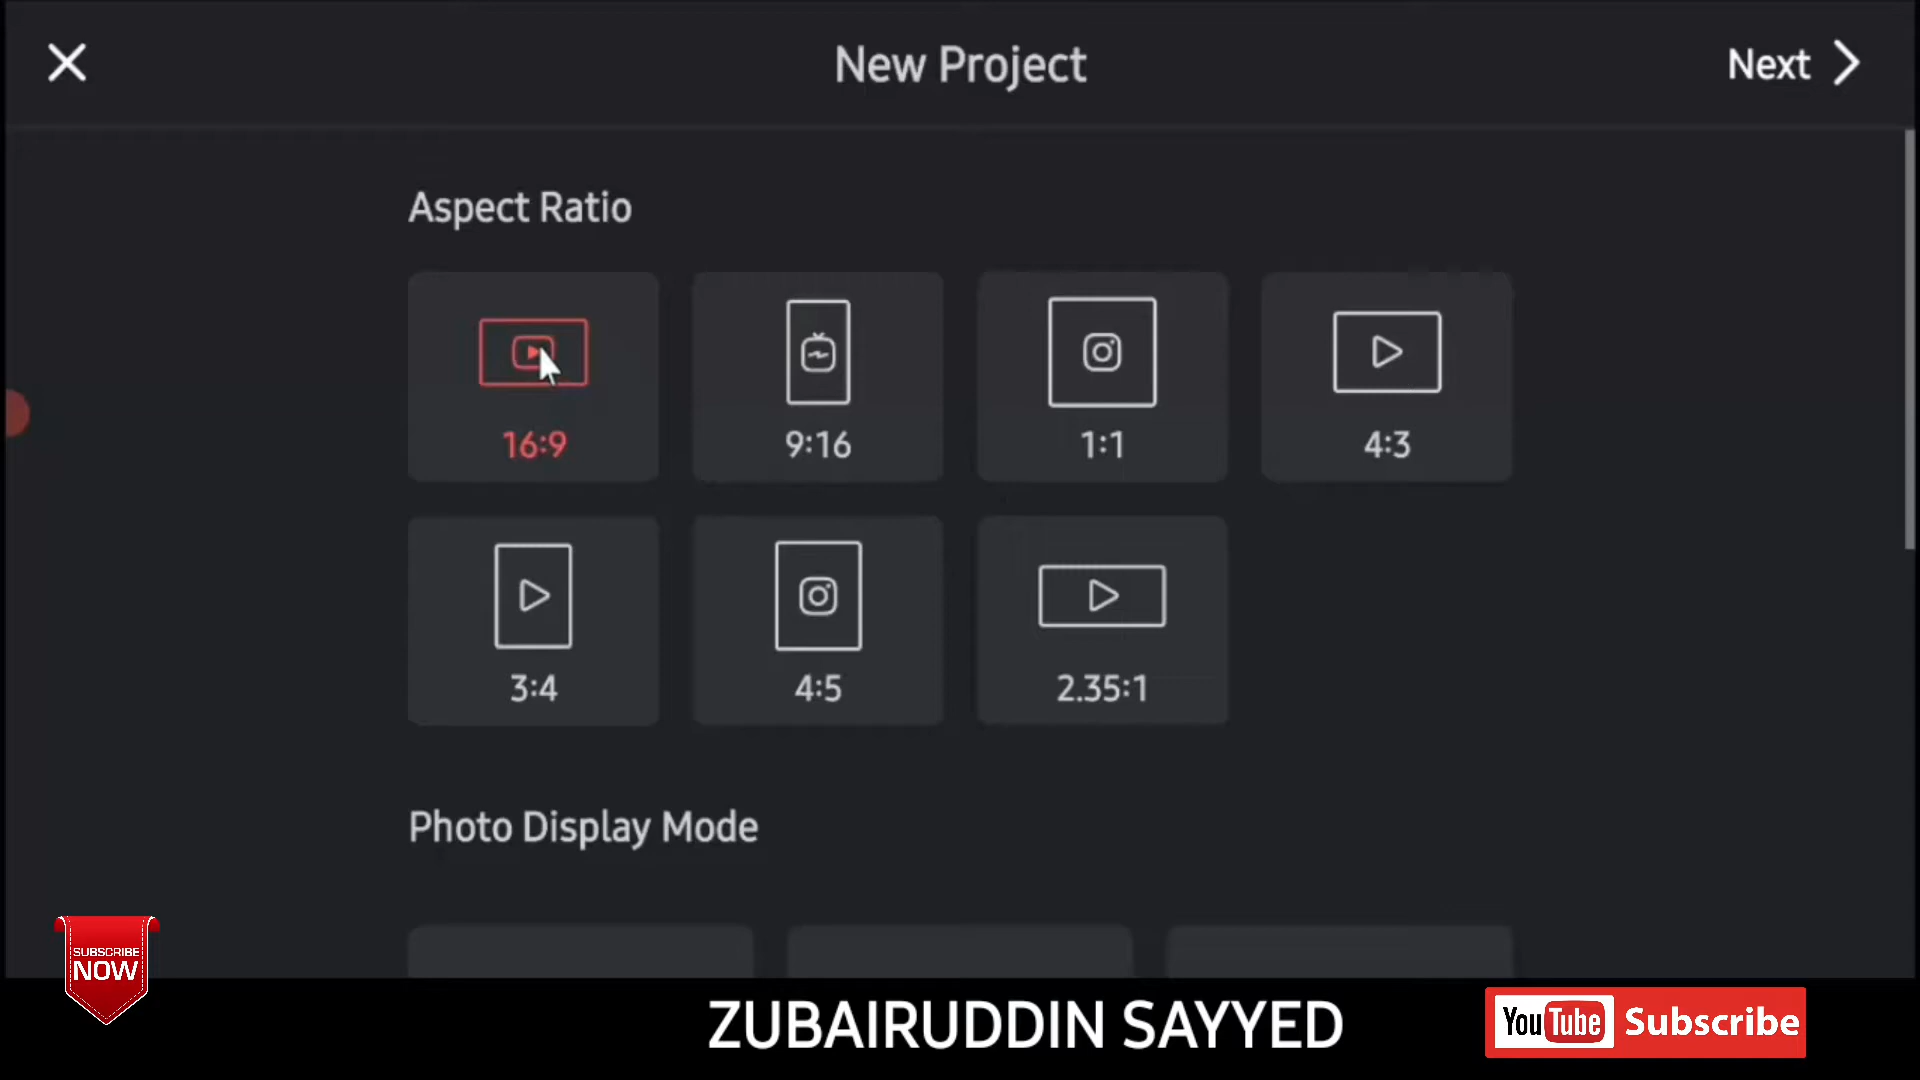 New Project
Next
Aspect Ratio
16:9
9:16
1:1
4:3
3:4
4:5
2.35:1
Photo Display Mode
SUBSCRIBE
NOW
ZUBAIRUDDIN SAYYED
YouTube Subscribe